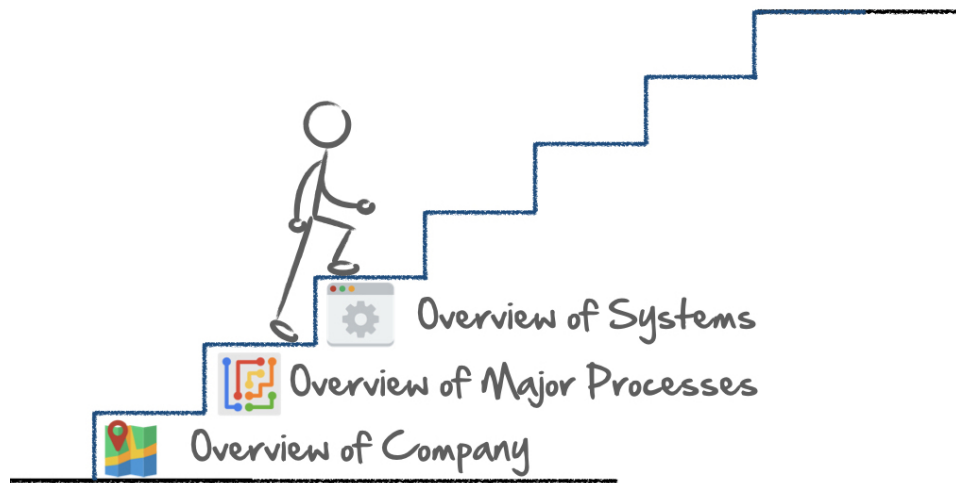 Overview of Systems
Overview of Major Processes
Overview of Company